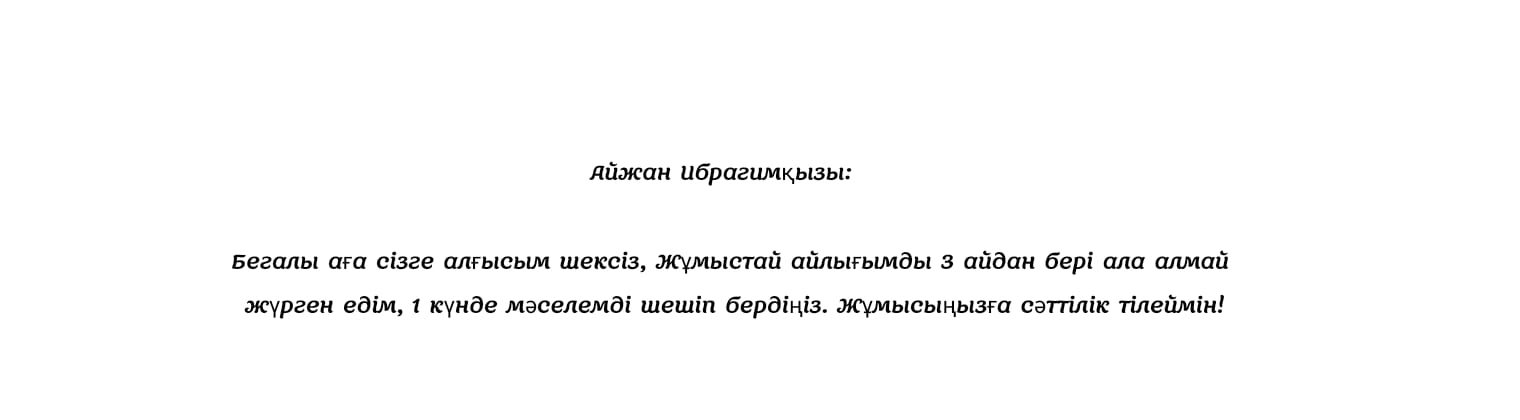 Айжан Ибрагимқызы:
Бегалы аға сізге алғысым шексіз, Жұмыстай айлығымды 3 айдан бері ала алмай
жүрген едім, 1 күнде мәселемді шешіп бердіңіз. Жұмысыңызға сәттілік тілеймін!